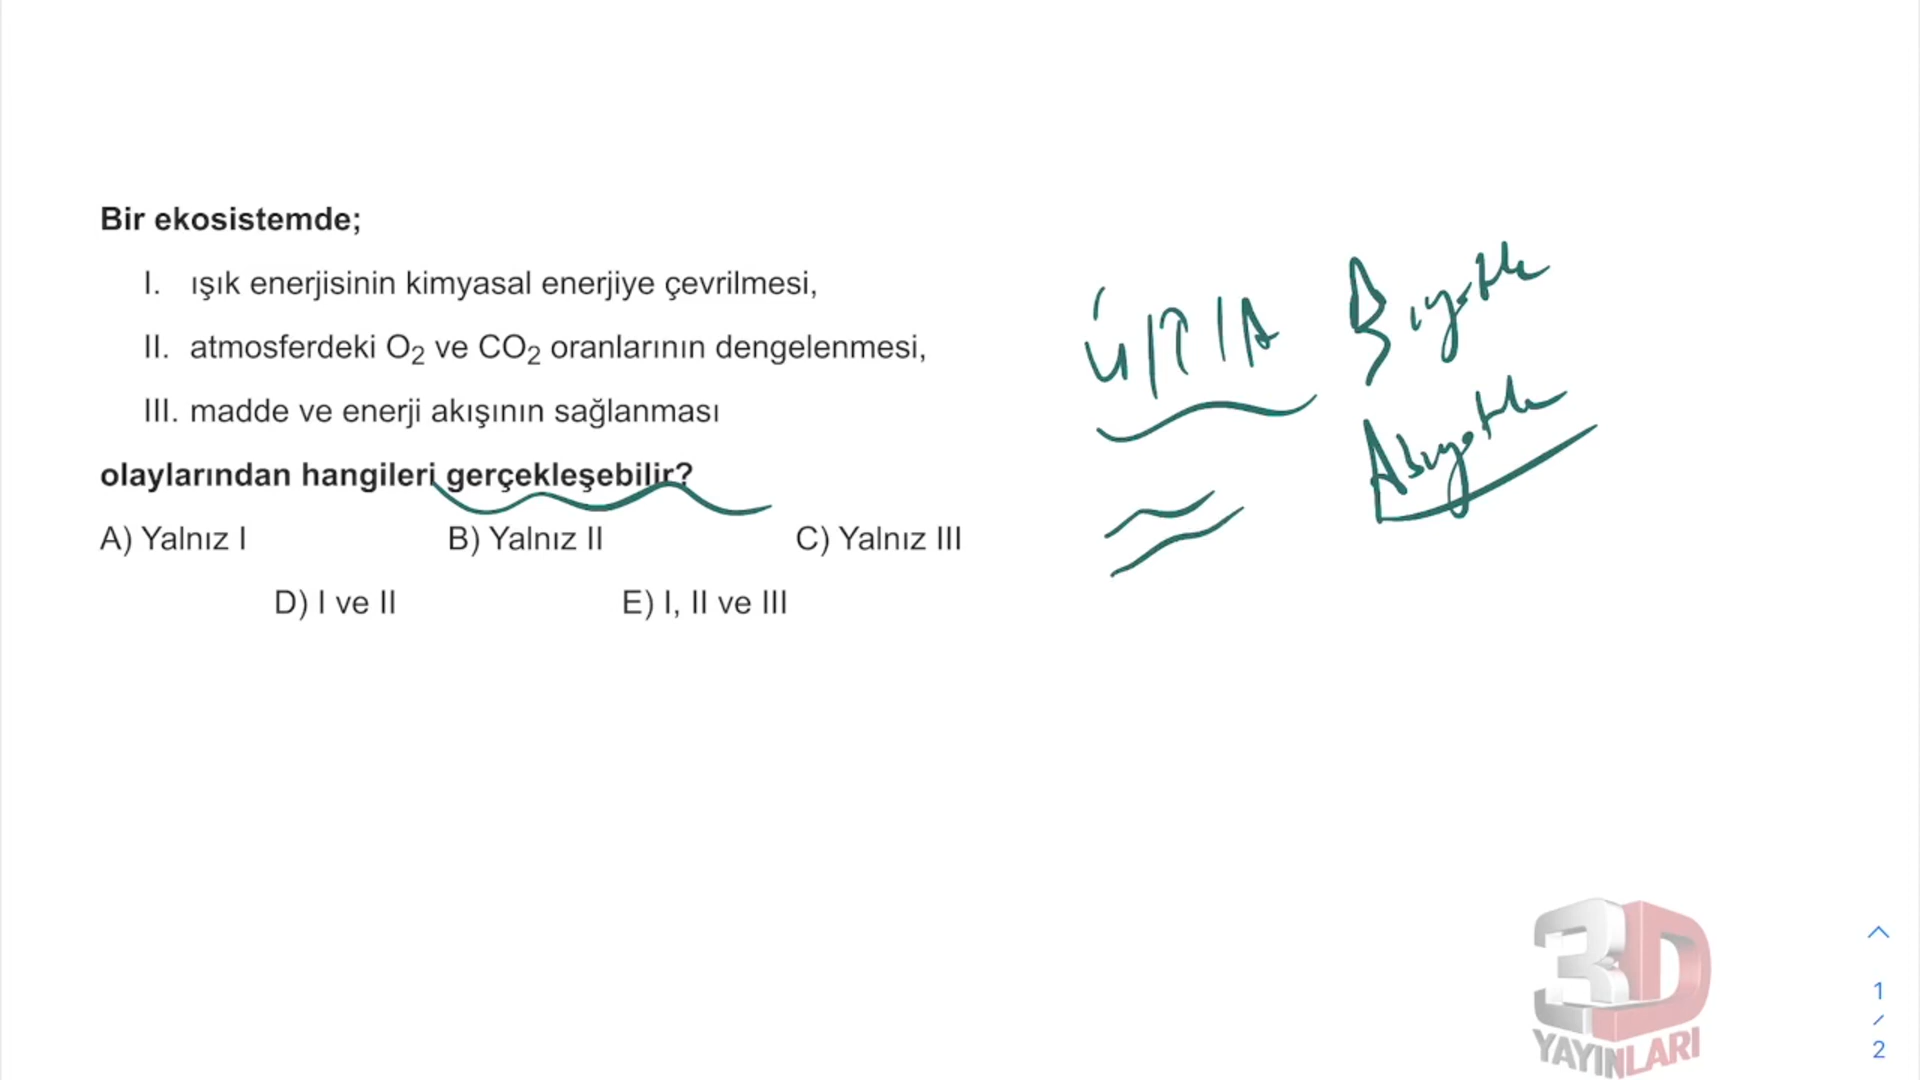 Bir ekosistemde;
I. ışık enerjisinin kimyasal enerjiye çevrilmesi,
II. atmosferdeki O₂ ve CO₂ oranlarının dengelenmesi,
III. madde ve enerji akışının sağlanması
olaylarından hangileri gerçekleşebilir?
A) Yalnız I B) Yalnız II C) Yalnız III
D) I ve II E) I, II ve III
Ü/T/A
3D
YAYINLARI
1
/
2